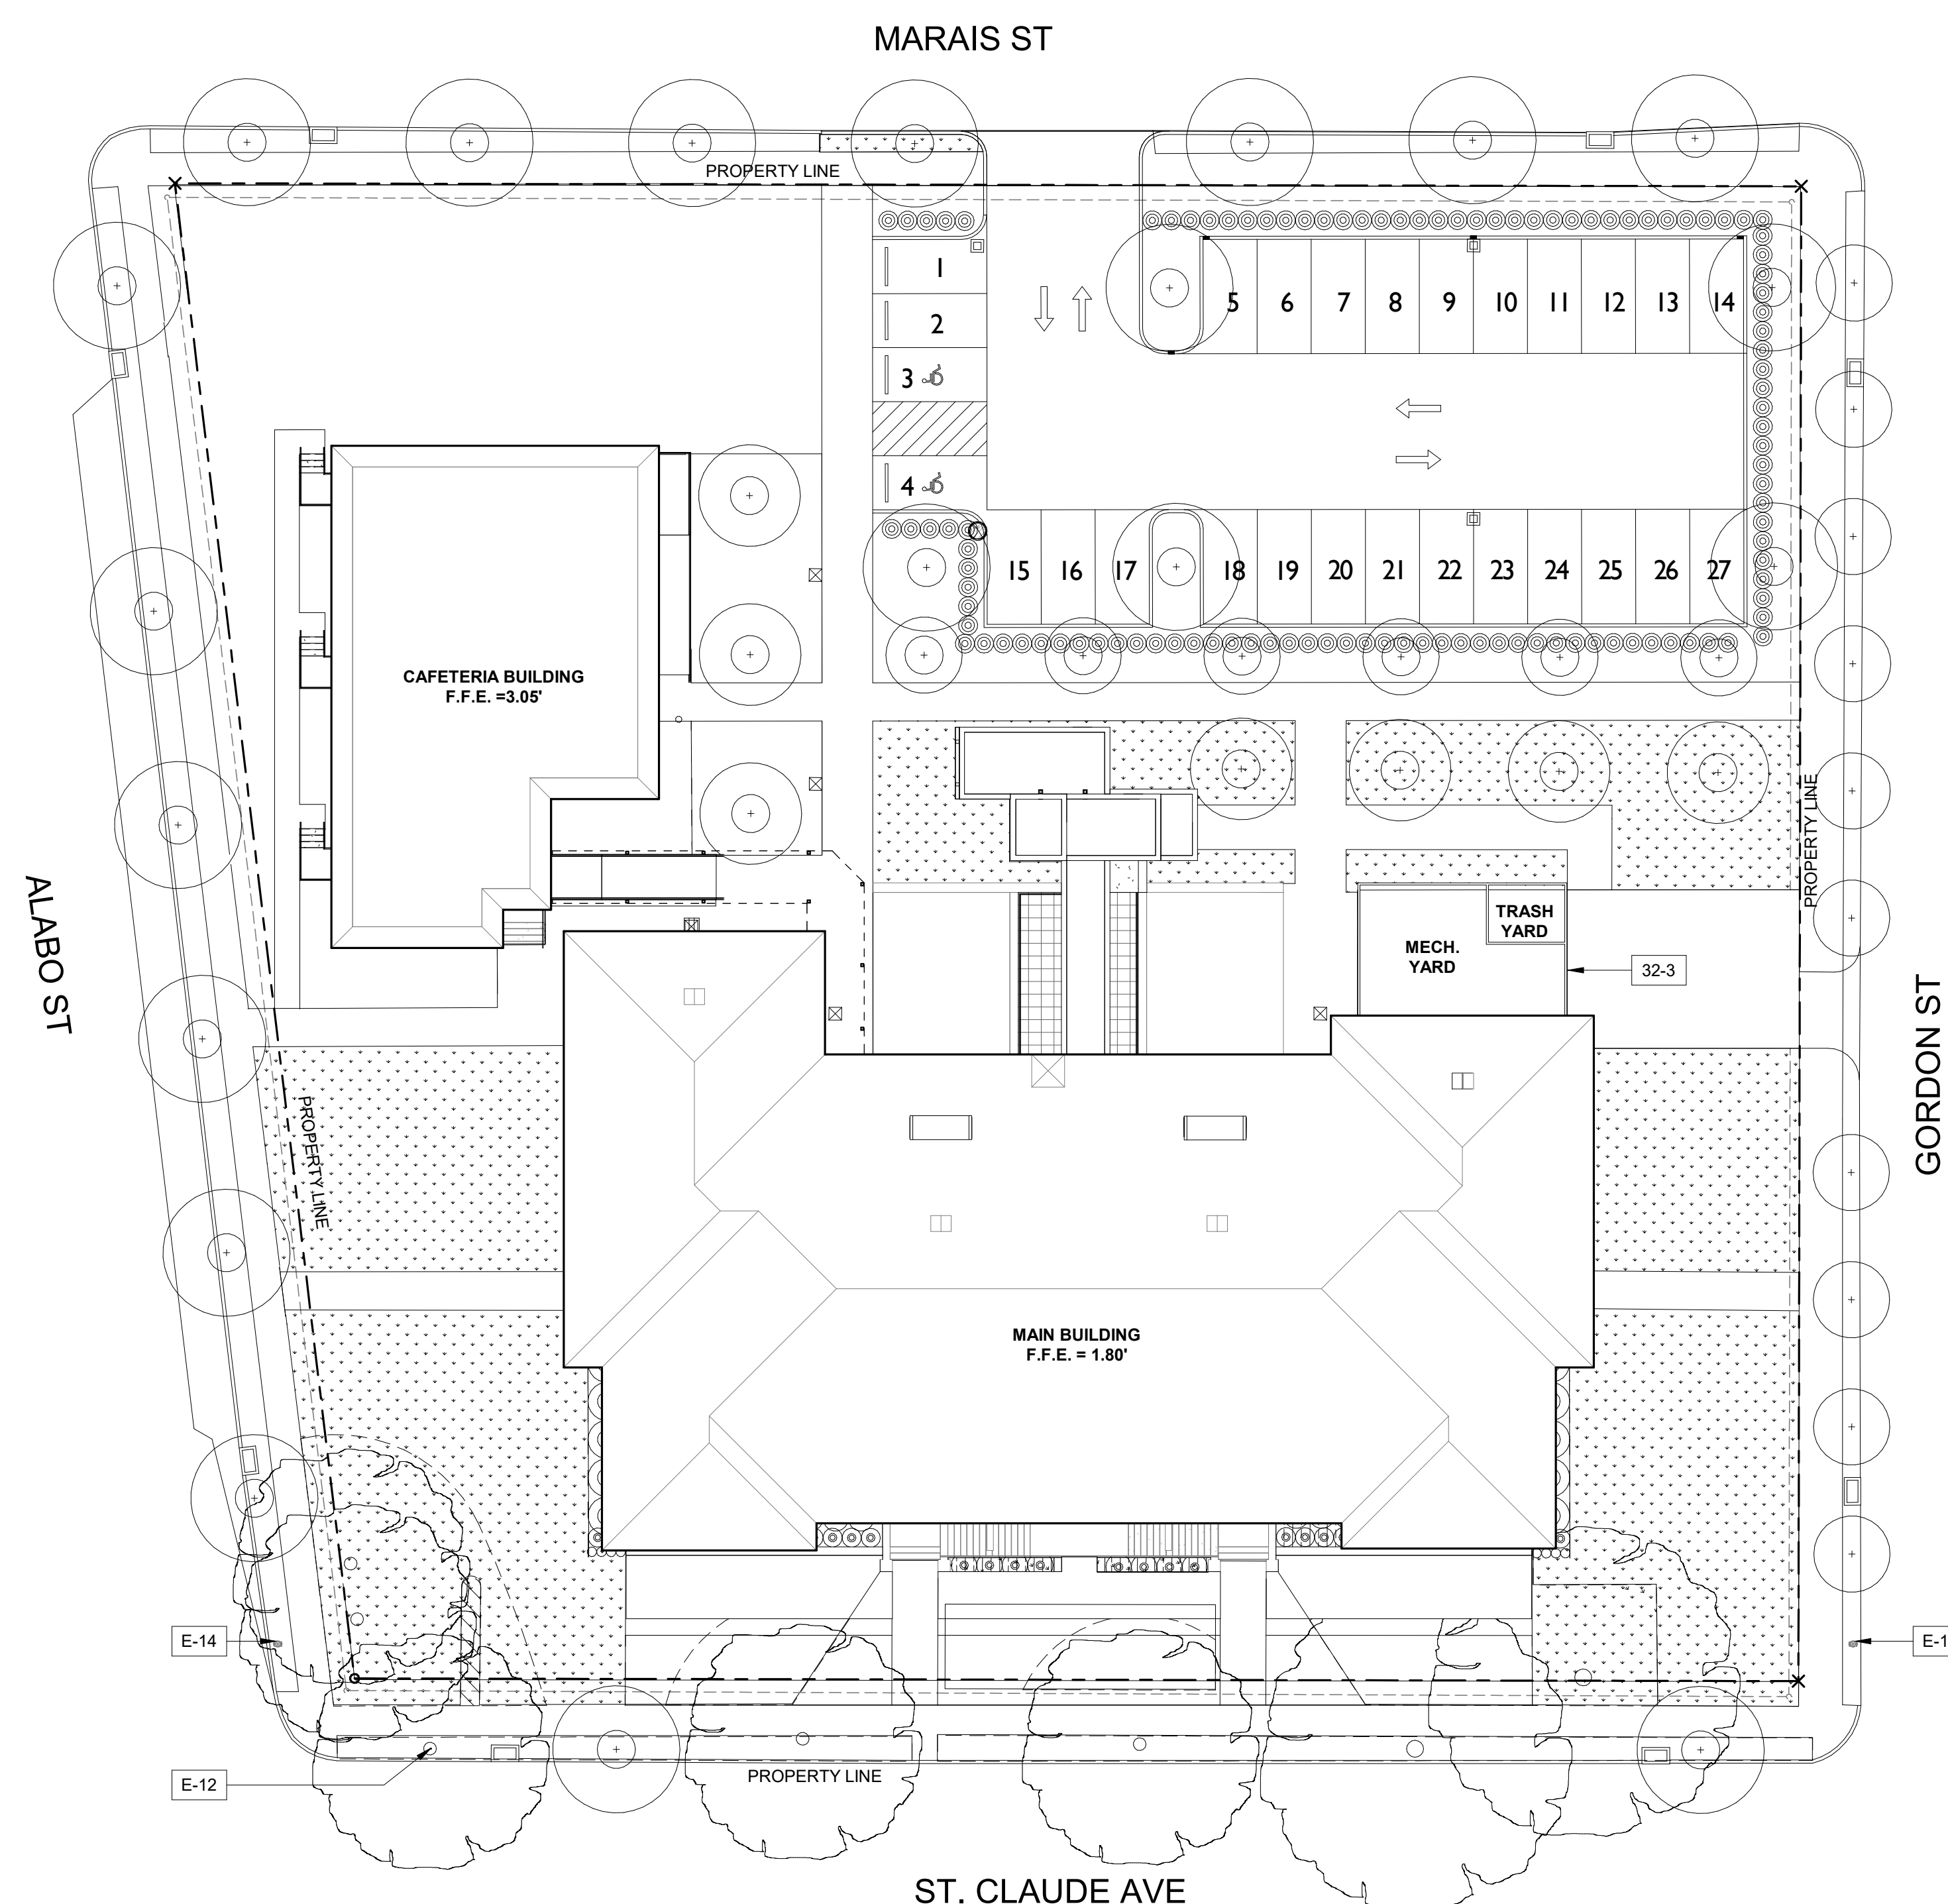 MARAIS ST
PROPERTY LINE
1
2
3
4
5 6 7 8 9 10 11 12 13 14
15 16 17 18 19 20 21 22 23 24 25 26 27
CAFETERIA BUILDING
F.F.E. =3.05'
PROPERTY LINE
ALABO ST
TRASH
YARD
MECH.
YARD
32-3
GORDON ST
PROPERTY LINE
MAIN BUILDING
F.F.E. = 1.80'
E-14
E-1
E-12
PROPERTY LINE
ST. CLAUDE AVE